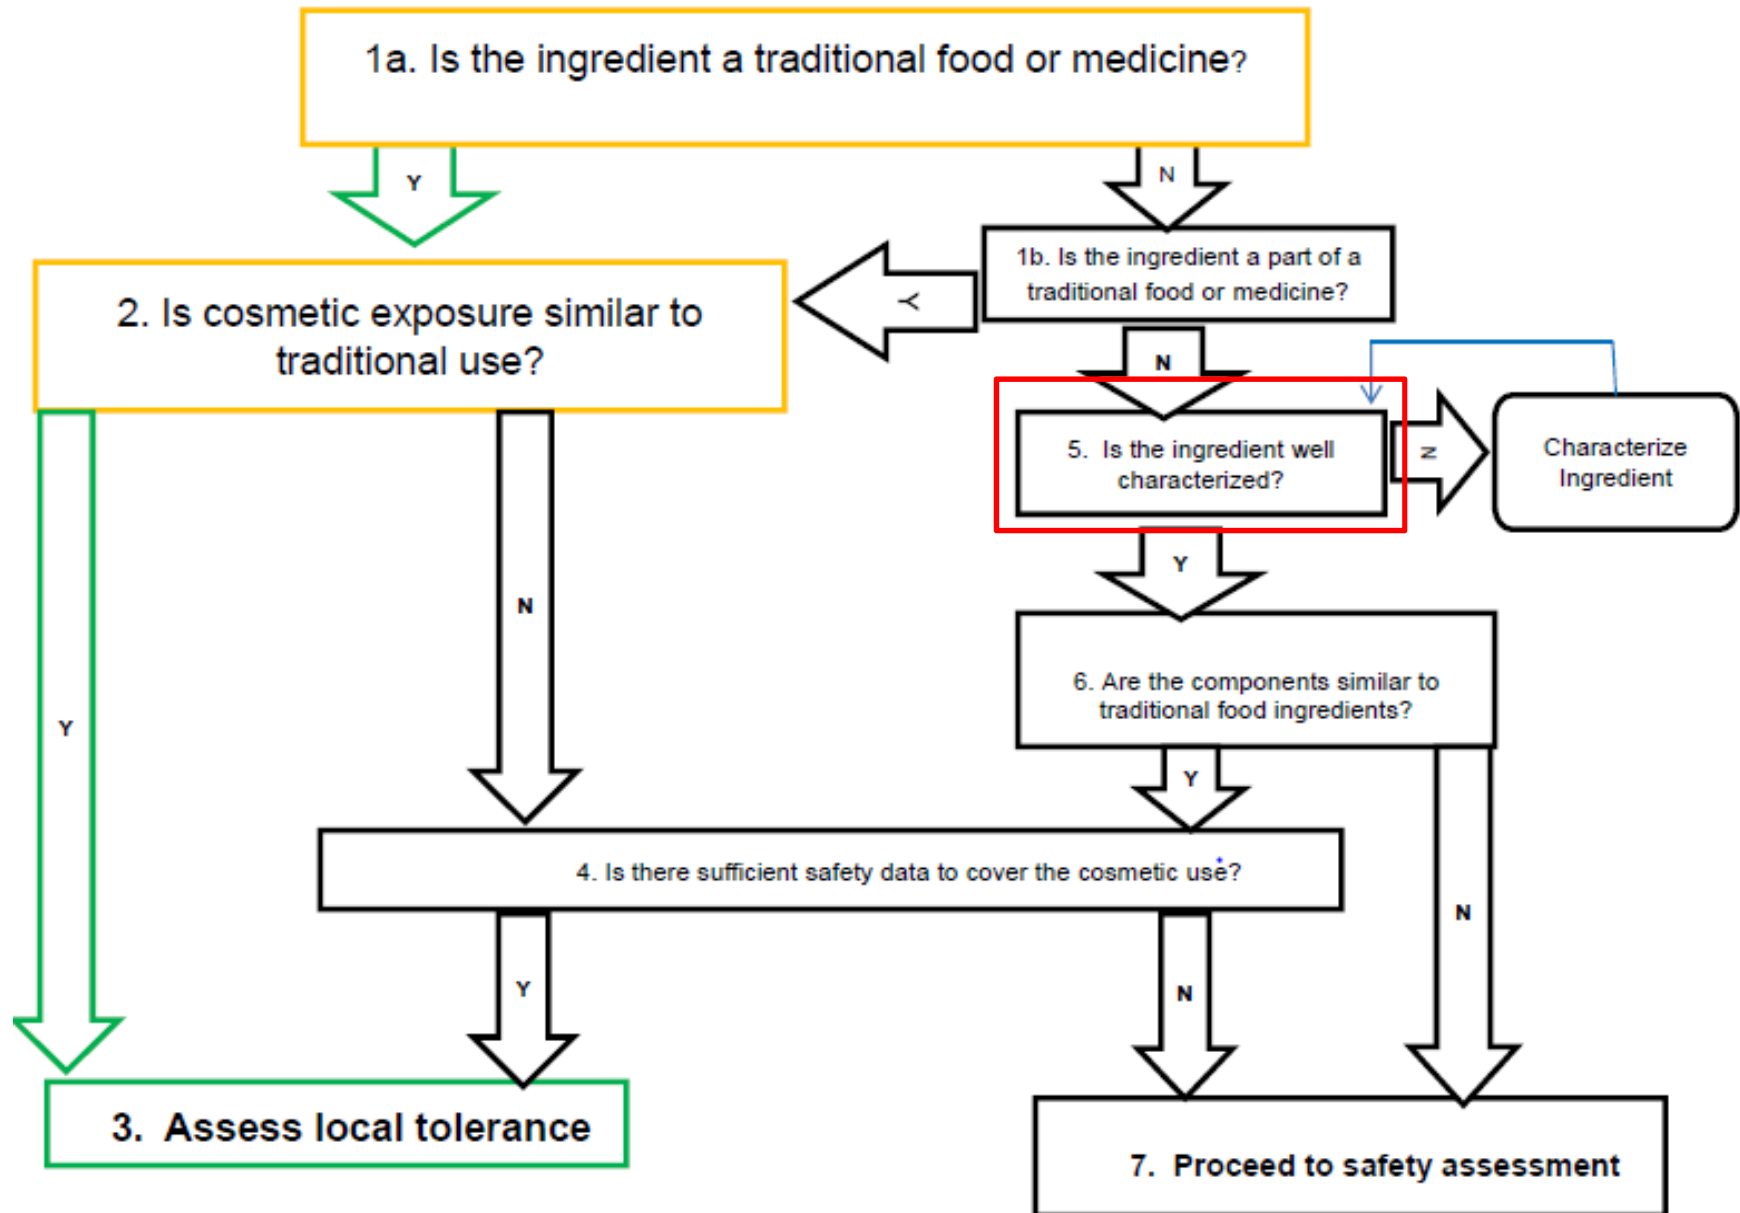 1a. Is the ingredient a traditional food or medicine?
Y
N
1b. Is the ingredient a part of a
traditional food or medicine?
Y
2. Is cosmetic exposure similar to
traditional use?
N
5. Is the ingredient well
characterized?
N
Characterize
Ingredient
Y
N
6. Are the components similar to
traditional food ingredients?
Y
Y
4. Is there sufficient safety data to cover the cosmetic use?
N
Y
N
3. Assess local tolerance
7. Proceed to safety assessment